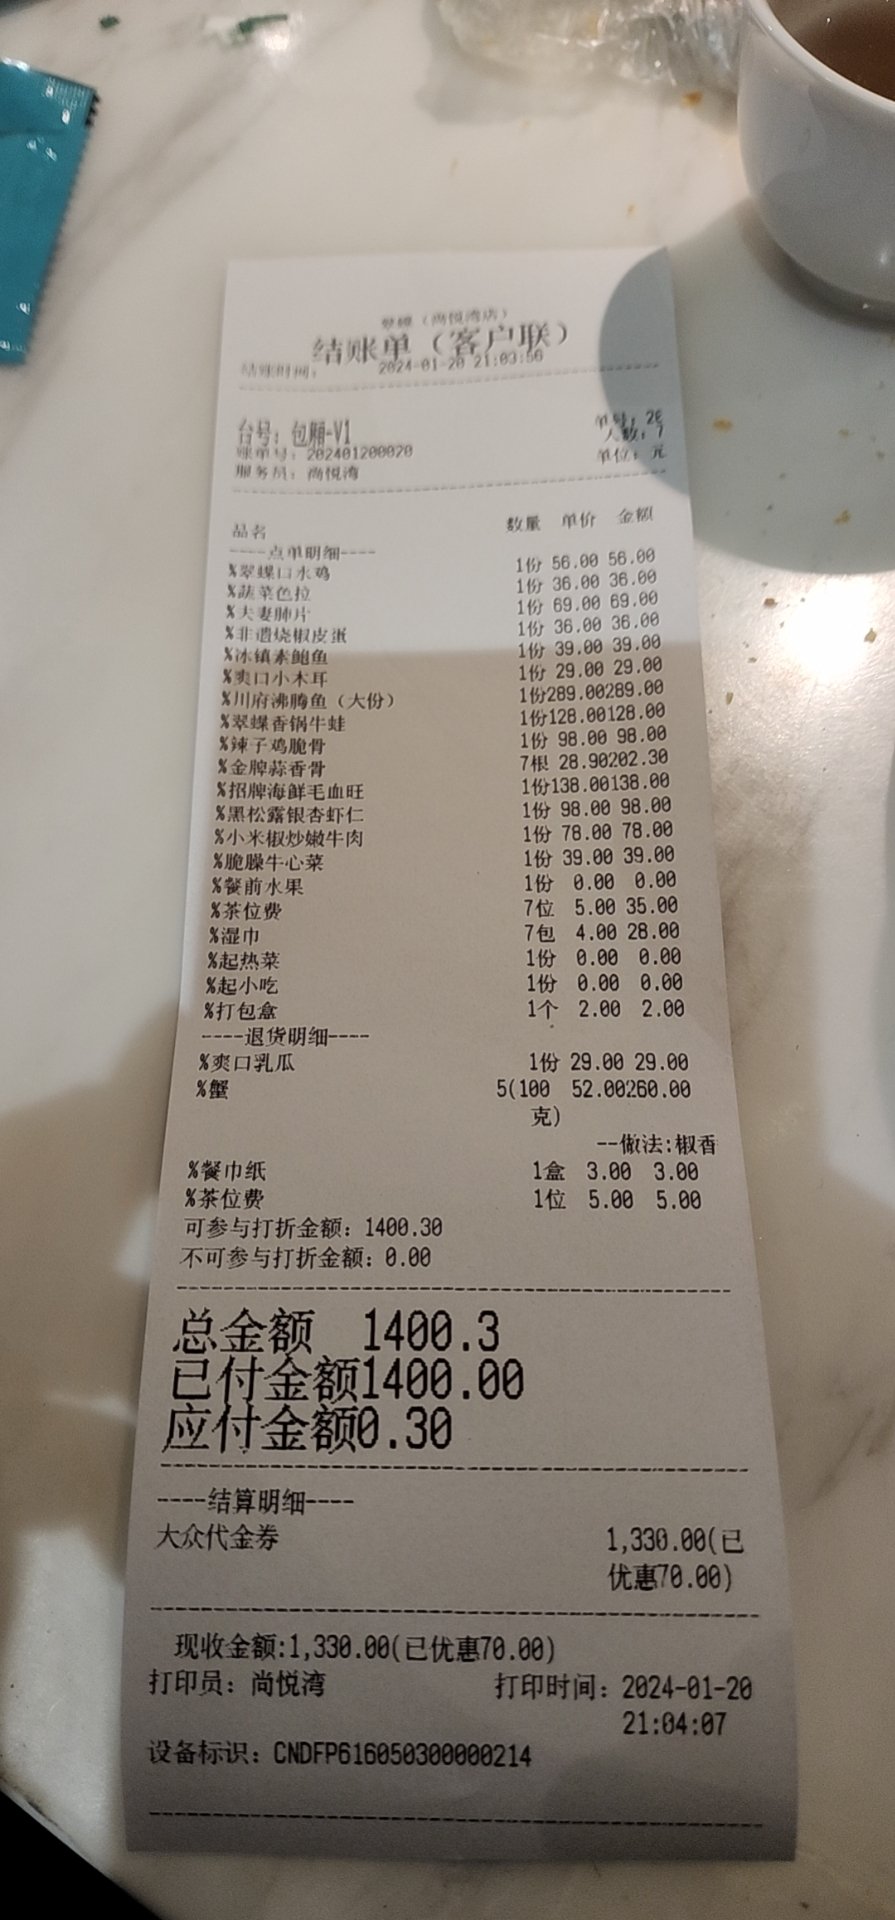 （尚悦湾店）
结账单（客户联）
结账时间： 2024-01-20 21:03:56
台号：包厢-V1 单号：26
账单号：202401200020 人数：7
服务员：尚悦湾 单位：元
品名 数量 单价 金额
----点单明细----
%翠蝶口水鸡 1份 56.00 56.00
%蔬菜色拉 1份 36.00 36.00
%夫妻肺片 1份 69.00 69.00
%非遗烧椒皮蛋 1份 36.00 36.00
%冰镇素鲍鱼 1份 39.00 39.00
%爽口小木耳 1份 29.00 29.00
%川府沸腾鱼（大份） 1份289.00289.00
%翠蝶香锅牛蛙 1份128.00128.00
%辣子鸡脆骨 1份 98.00 98.00
%金牌蒜香骨 7根 28.90202.30
%招牌海鲜毛血旺 1份138.00138.00
%黑松露银杏虾仁 1份 98.00 98.00
%小米椒炒嫩牛肉 1份 78.00 78.00
%脆臊牛心菜 1份 39.00 39.00
%餐前水果 1份 0.00 0.00
%茶位费 7位 5.00 35.00
%湿巾 7包 4.00 28.00
%起热菜 1份 0.00 0.00
%起小吃 1份 0.00 0.00
%打包盒 1个 2.00 2.00
----退货明细----
%爽口乳瓜 1份 29.00 29.00
%蟹 5(100 52.00260.00
克)
--做法:椒香
%餐巾纸 1盒 3.00 3.00
%茶位费 1位 5.00 5.00
可参与打折金额：1400.30
不可参与打折金额：0.00
总金额 1400.3
已付金额1400.00
应付金额0.30
----结算明细----
大众代金券 1,330.00(已
优惠70.00)
现收金额:1,330.00(已优惠70.00)
打印员：尚悦湾 打印时间：2024-01-20
21:04:07
设备标识：CNDFP616050300000214